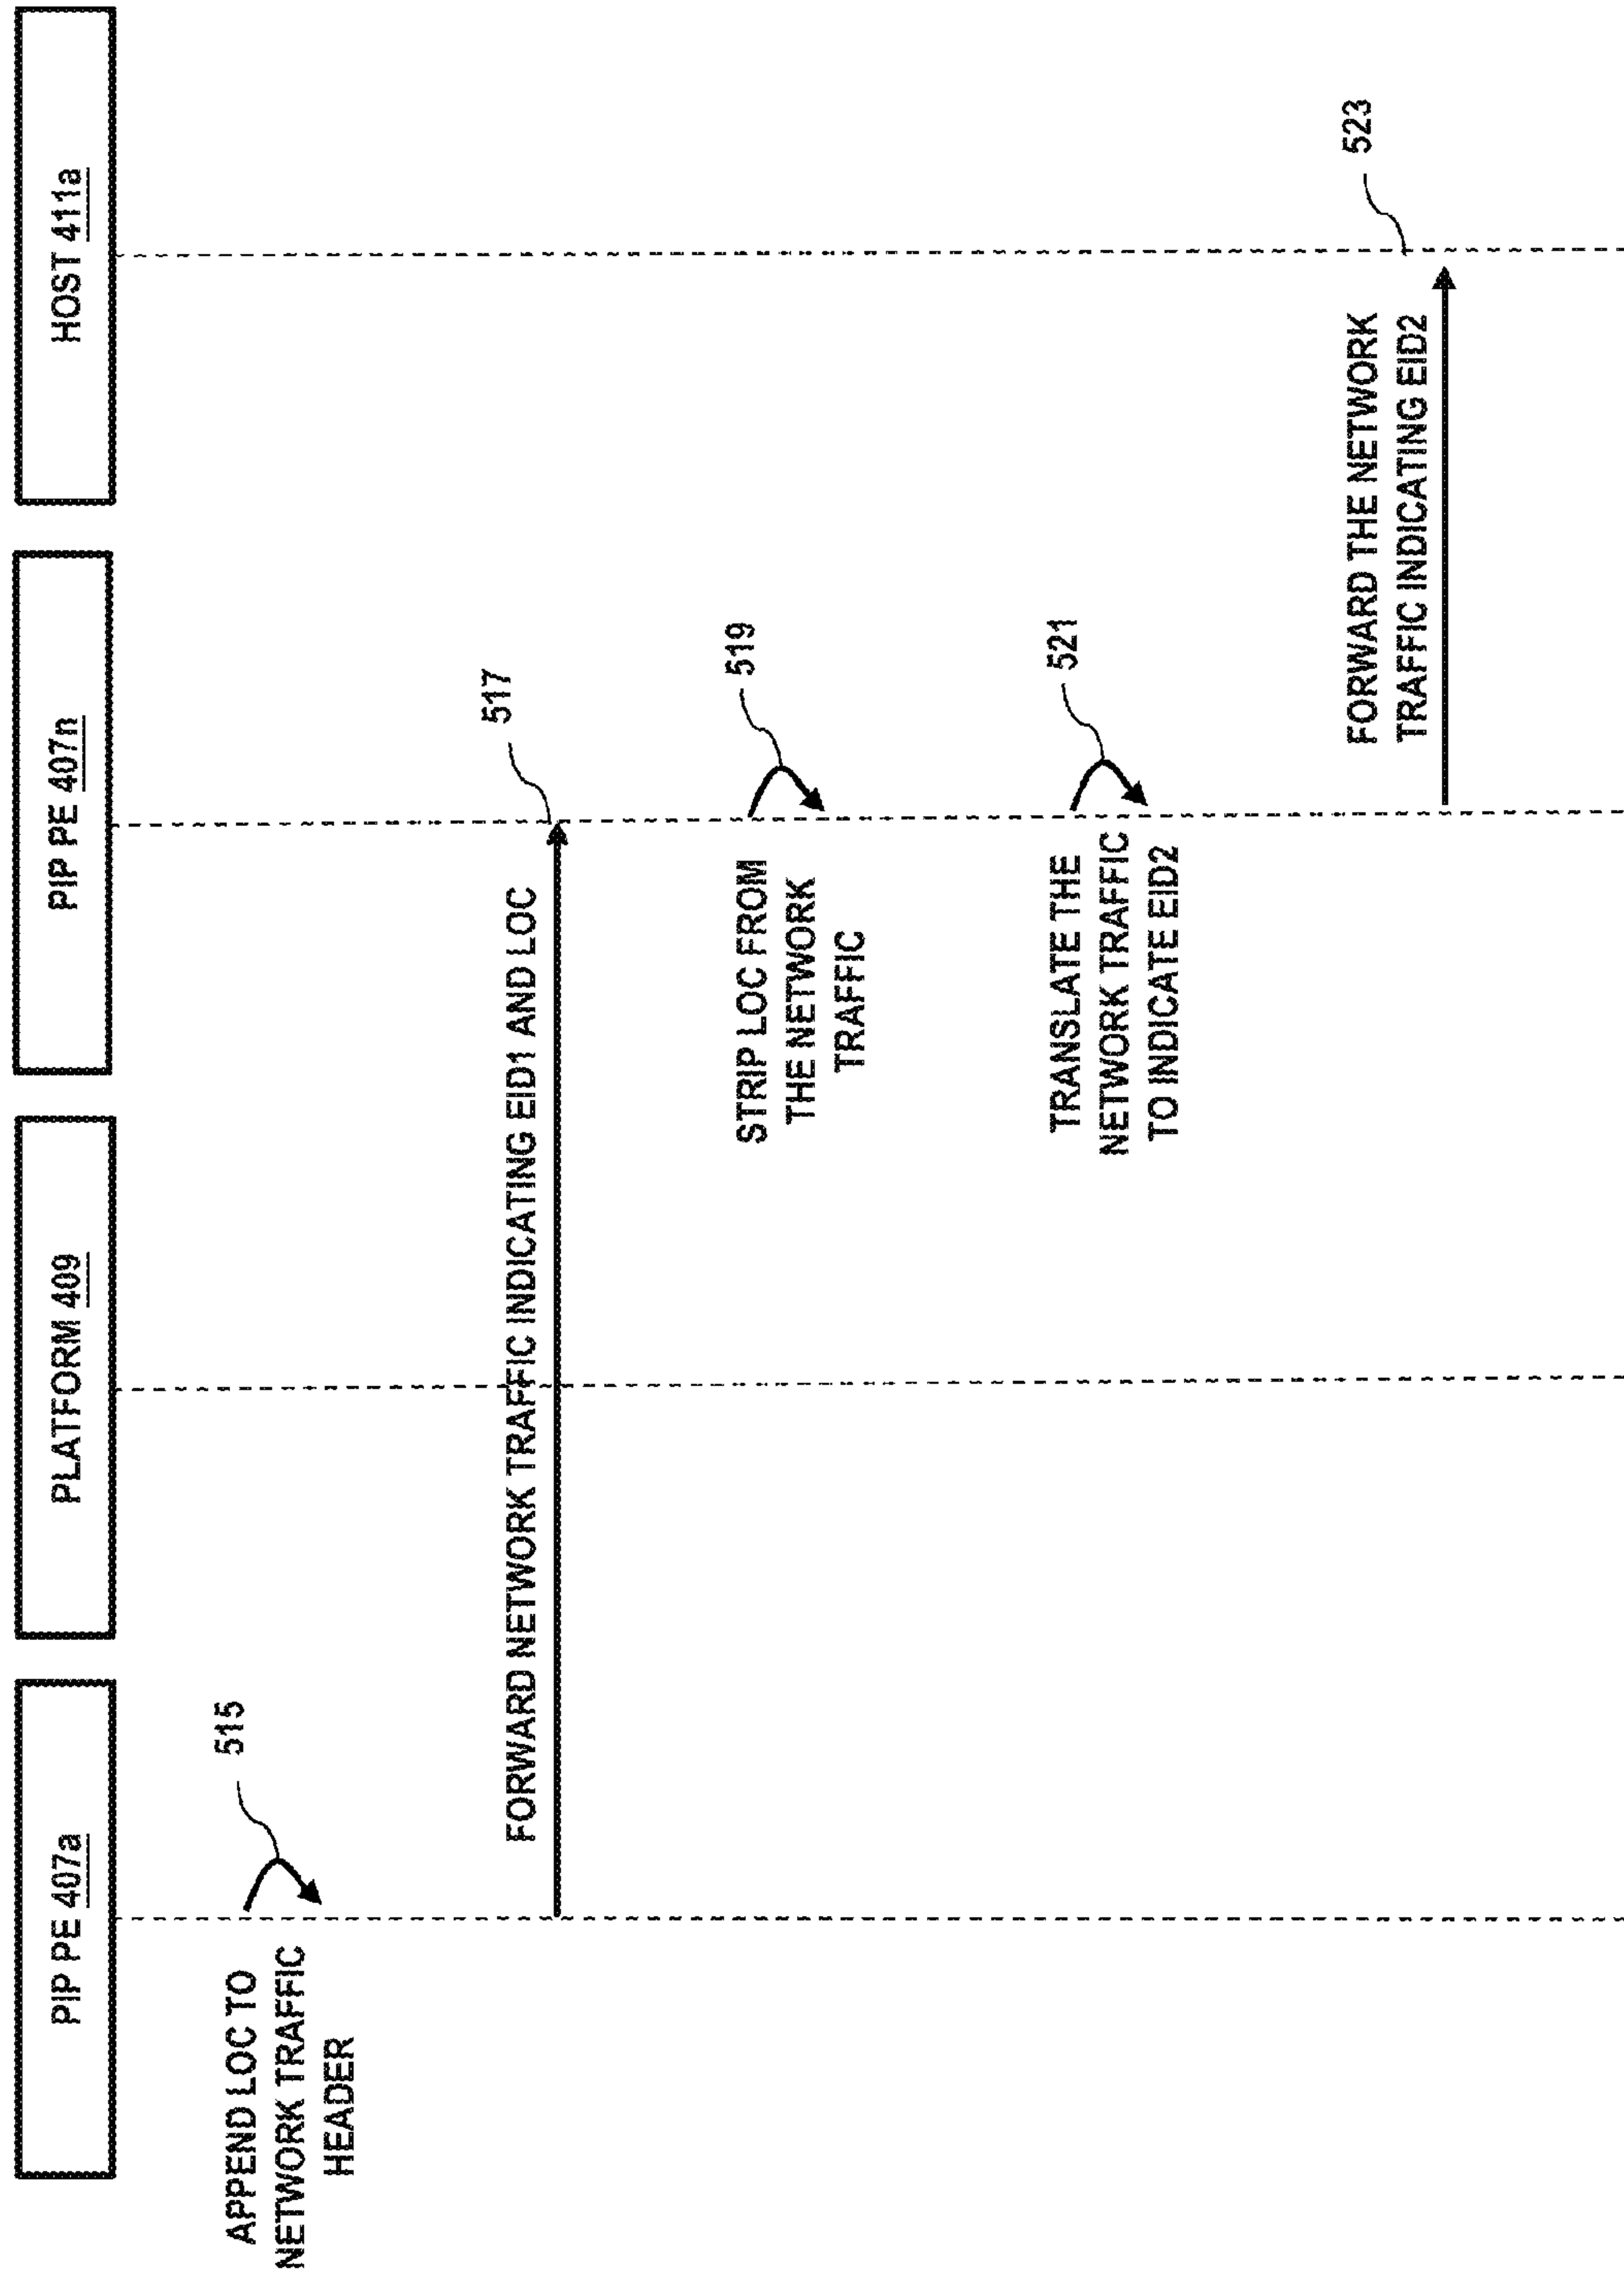 PIP PE 407a
PLATFORM 409
PIP PE 407n
HOST 411a
515
APPEND LOC TO
NETWORK TRAFFIC
HEADER
517
FORWARD NETWORK TRAFFIC INDICATING EID1 AND LOC
519
STRIP LOC FROM
THE NETWORK
TRAFFIC
521
TRANSLATE THE
NETWORK TRAFFIC
TO INDICATE EID2
523
FORWARD THE NETWORK
TRAFFIC INDICATING EID2